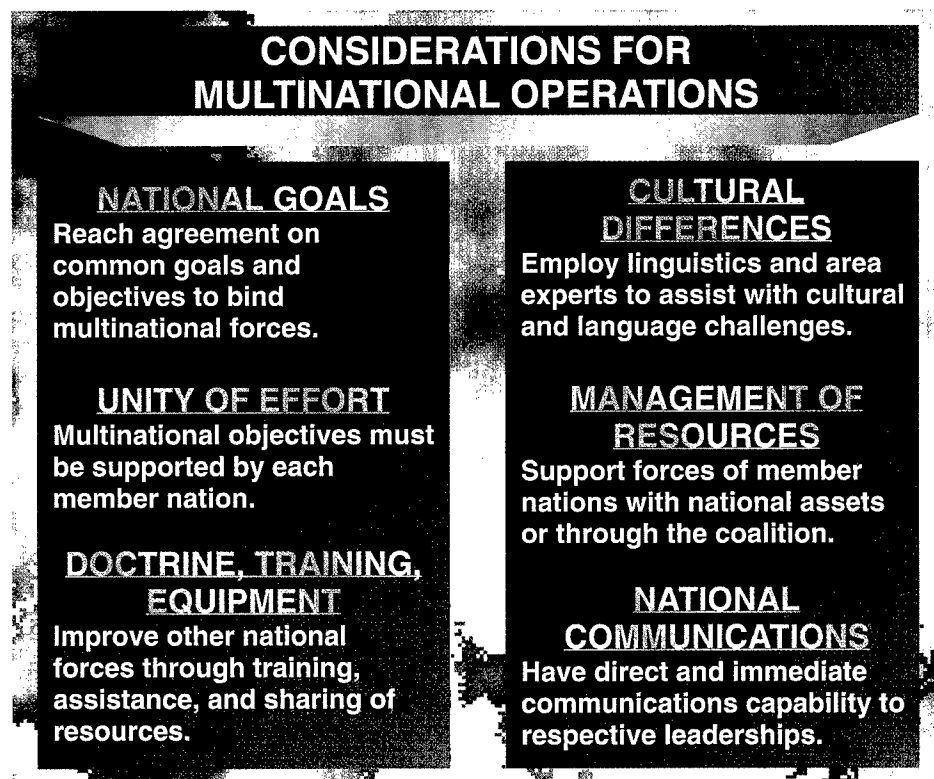 CONSIDERATIONS FOR
MULTINATIONAL OPERATIONS
NATIONAL GOALS
Reach agreement on
common goals and
objectives to bind
multinational forces.
UNITY OF EFFORT
Multinational objectives must
be supported by each
member nation.
DOCTRINE, TRAINING,
EQUIPMENT
Improve other national
forces through training,
assistance, and sharing of
resources.
CULTURAL
DIFFERENCES
Employ linguistics and area
experts to assist with cultural
and language challenges.
MANAGEMENT OF
RESOURCES
Support forces of member
nations with national assets
or through the coalition.
NATIONAL
COMMUNICATIONS
Have direct and immediate
communications capability to
respective leaderships.